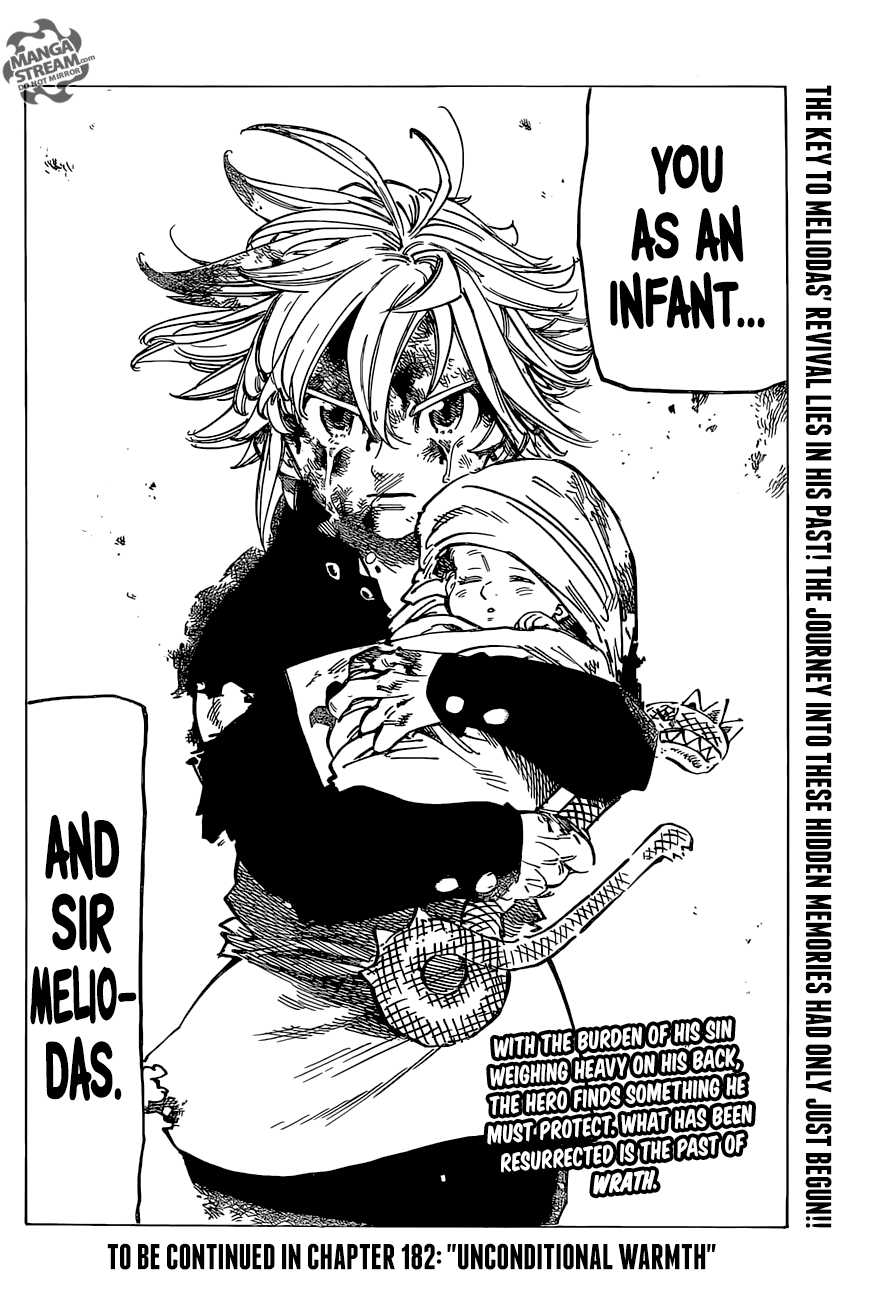 MANGA
STREAM.com
DO NOT MIRROR
YOU
AS AN
INFANT...
THE KEY TO MELIODAS' REVIVAL LIES IN HIS PAST! THE JOURNEY INTO THESE HIDDEN MEMORIES HAD ONLY JUST BEGUN!!
AND
SIR
MELIO-
DAS.
WITH THE BURDEN OF HIS SIN
WEIGHING HEAVY ON HIS BACK,
THE HERO FINDS SOMETHING HE
MUST PROTECT. WHAT HAS BEEN
RESURRECTED IS THE PAST OF
WRATH.
TO BE CONTINUED IN CHAPTER 182: "UNCONDITIONAL WARMTH"